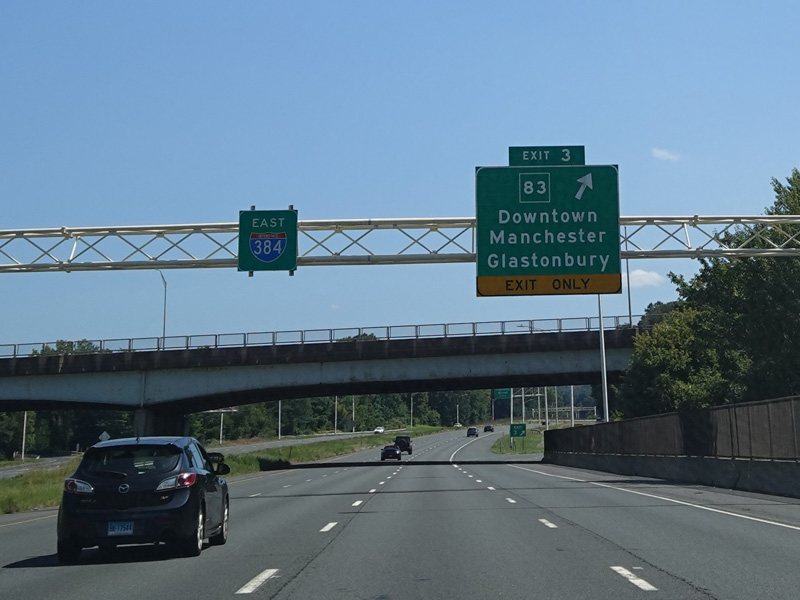 EAST
INTERSTATE
384
EXIT 3
83
Downtown
Manchester
Glastonbury
EXIT ONLY